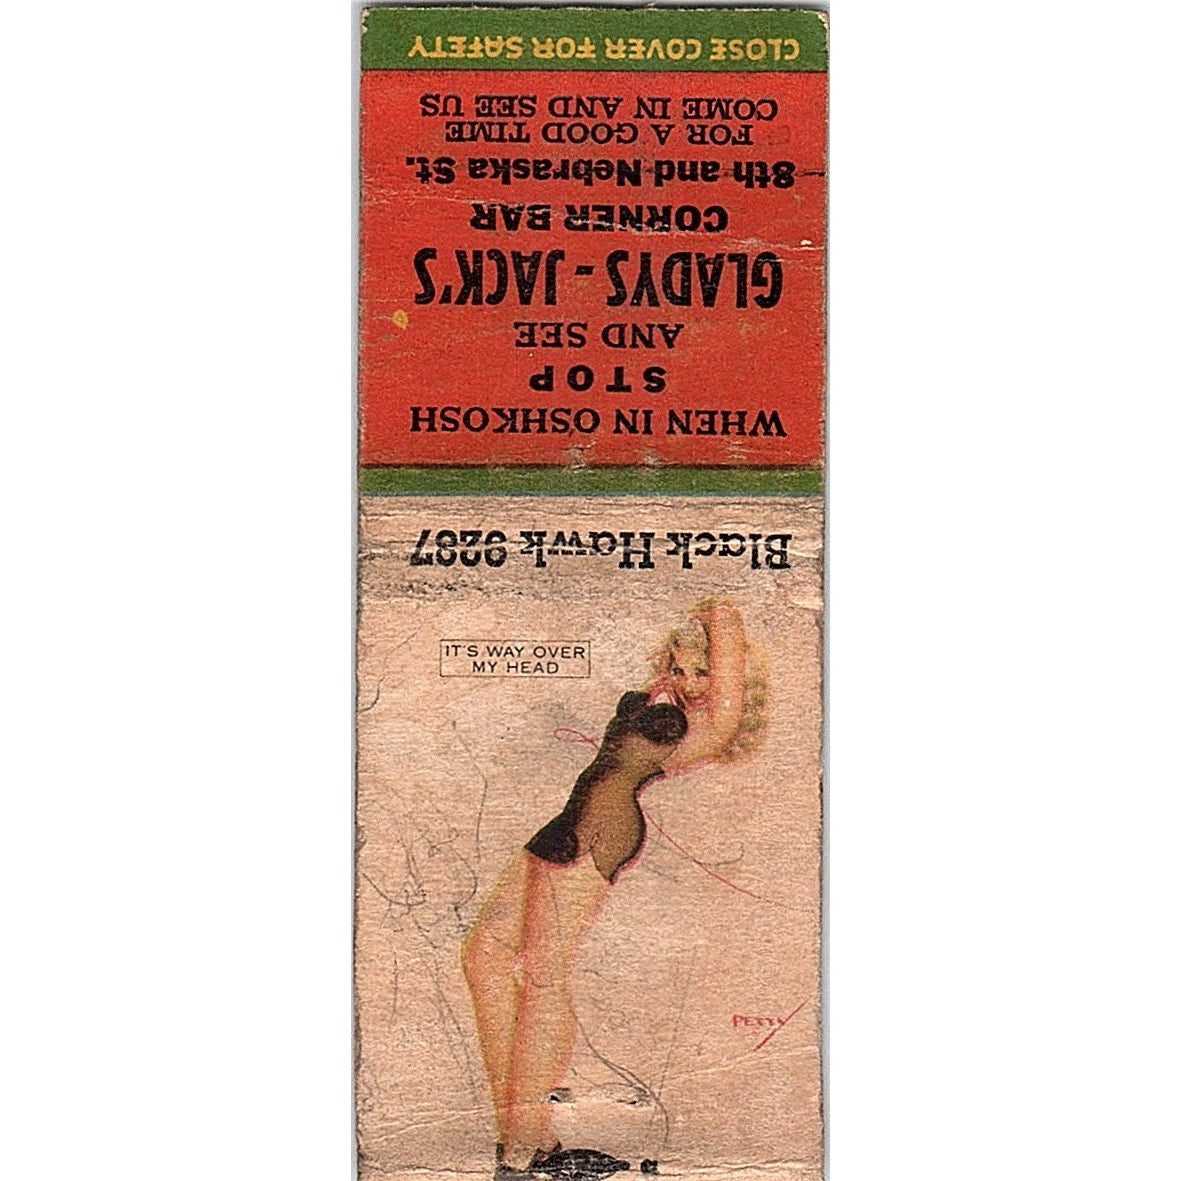 CLOSE COVER FOR SAFETY
WHEN IN OSHKOSH
STOP
AND SEE
GLADYS - JACK'S
CORNER BAR
8th and Nebraska St.
FOR A GOOD TIME
COME IN AND SEE US
Black Hawk 9287
IT'S WAY OVER
MY HEAD
PETTY